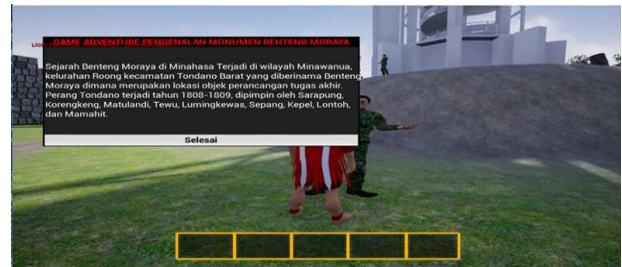 GAME ADVENTURE PENGENALAN MONUMEN BENTENG MORAYA
Sejarah Benteng Moraya di Minahasa Terjadi di wilayah Minawanua,
kelurahan Roong kecamatan Tondano Barat yang diberinama Benteng
Moraya dimana merupakan lokasi objek perancangan tugas akhir.
Perang Tondano terjadi tahun 1808-1809, dipimpin oleh Sarapung,
Korengkeng, Matulandi, Tewu, Lumingkewas, Sepang, Kepel, Lontoh,
dan Mamahit.
Selesai